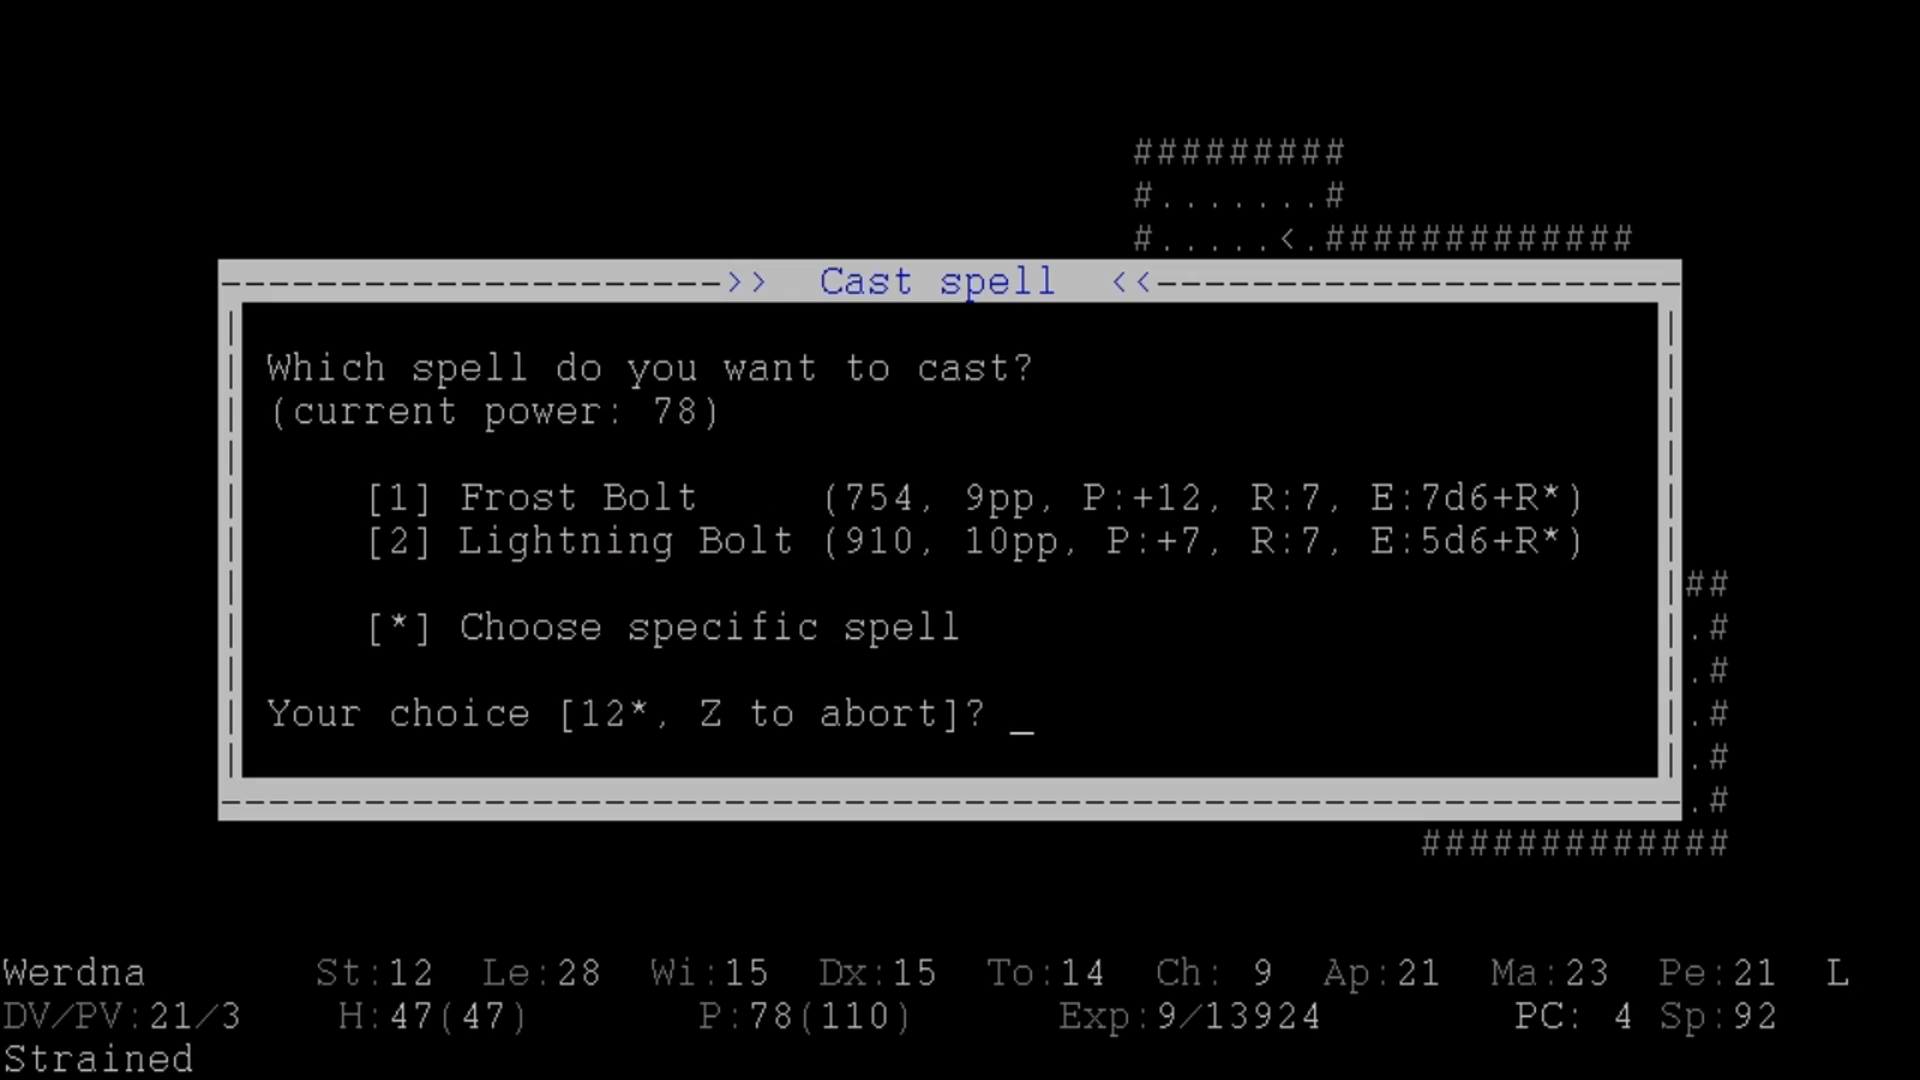 #########
#.......#
#.....<.#############
>> Cast spell <<
Which spell do you want to cast?
(current power: 78)
[1] Frost Bolt (754, 9pp, P:+12, R:7, E:7d6+R*)
[2] Lightning Bolt (910, 10pp, P:+7, R:7, E:5d6+R*)
##
[*] Choose specific spell .#
.#
Your choice [12*, Z to abort]? _ .#
.#
.#
#############
Werdna St:12 Le:28 Wi:15 Dx:15 To:14 Ch: 9 Ap:21 Ma:23 Pe:21 L
DV/PV:21/3 H:47(47) P:78(110) Exp:9/13924 PC: 4 Sp:92
Strained